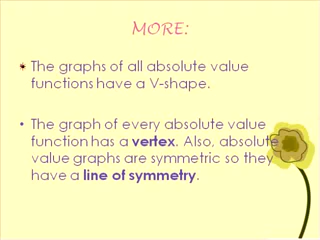 MORE:
The graphs of all absolute value
functions have a V-shape.
• The graph of every absolute value
function has a vertex. Also, absolute
value graphs are symmetric so they
have a line of symmetry.